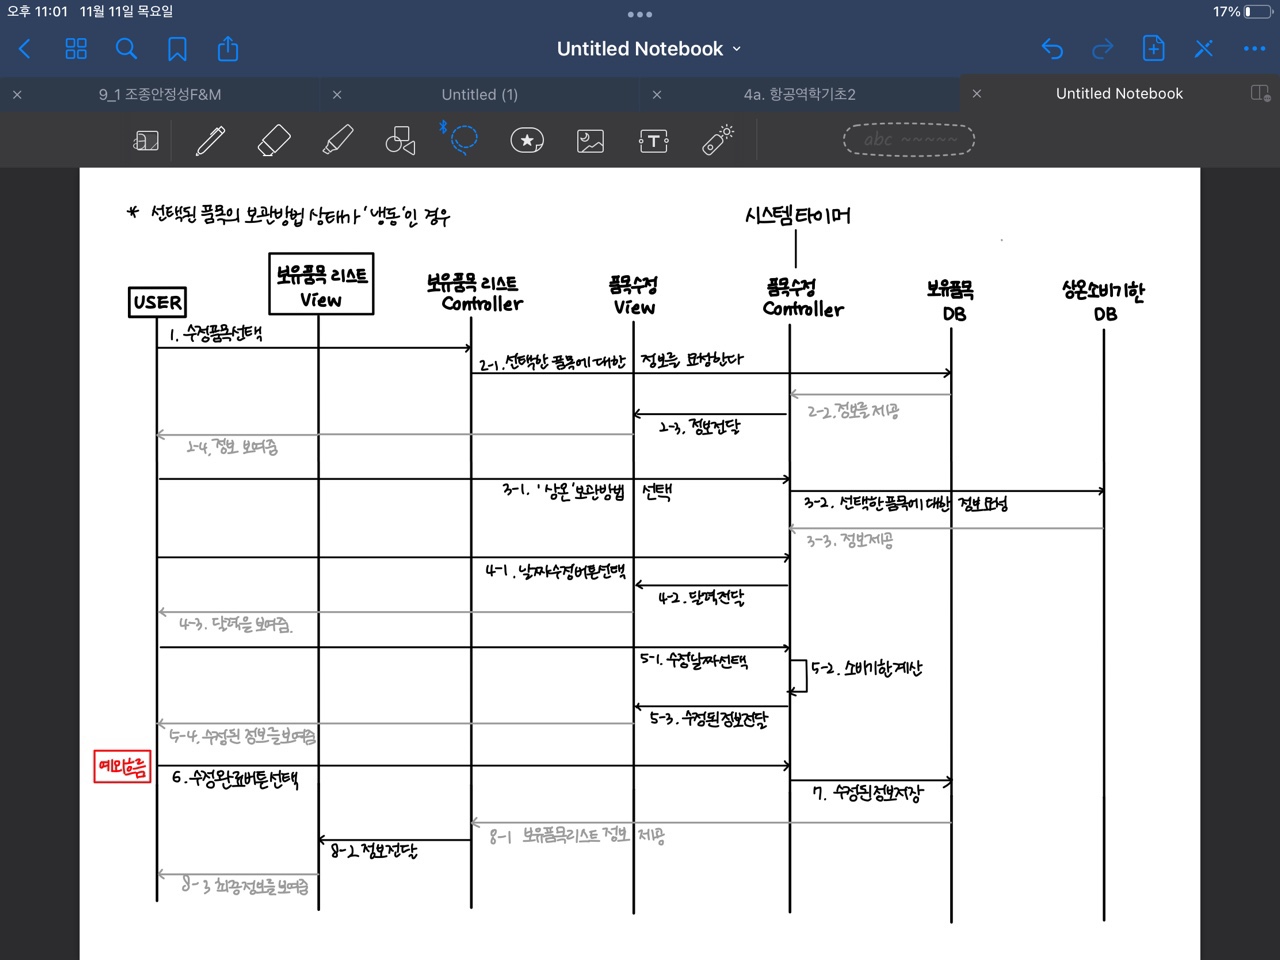 오후 11:01 11월 11일 목요일
17%
Untitled Notebook
9_1 조종안정성F&M
Untitled (1)
4a. 항공역학기초2
Untitled Notebook
abc
* 선택된 품목의 보관방법 상태가 '냉동'인 경우
시스템타이머
USER
보유품목 리스트
View
보유품목 리스트
Controller
품목수정
View
품목수정
Controller
보유품목
DB
상온소비기한
DB
1. 수정품목선택
2-1. 선택한 품목에 대한 정보를 요청한다
2-2. 정보를 제공
2-3. 정보전달
2-4. 정보 보여줌
3-1. '상온' 보관방법 선택
3-2. 선택한 품목에 대한 정보요청
3-3. 정보제공
4-1. 날짜수정버튼선택
4-2. 달력전달
4-3. 달력을 보여줌.
5-1. 수정날짜선택
5-2. 소비기한계산
5-3. 수정된정보전달
5-4. 수정된 정보를보여줌
예외흐름
6. 수정완료버튼선택
7. 수정된정보저장
8-1 보유품목리스트 정보 제공
8-2 정보전달
8-3 최종정보를보여줌